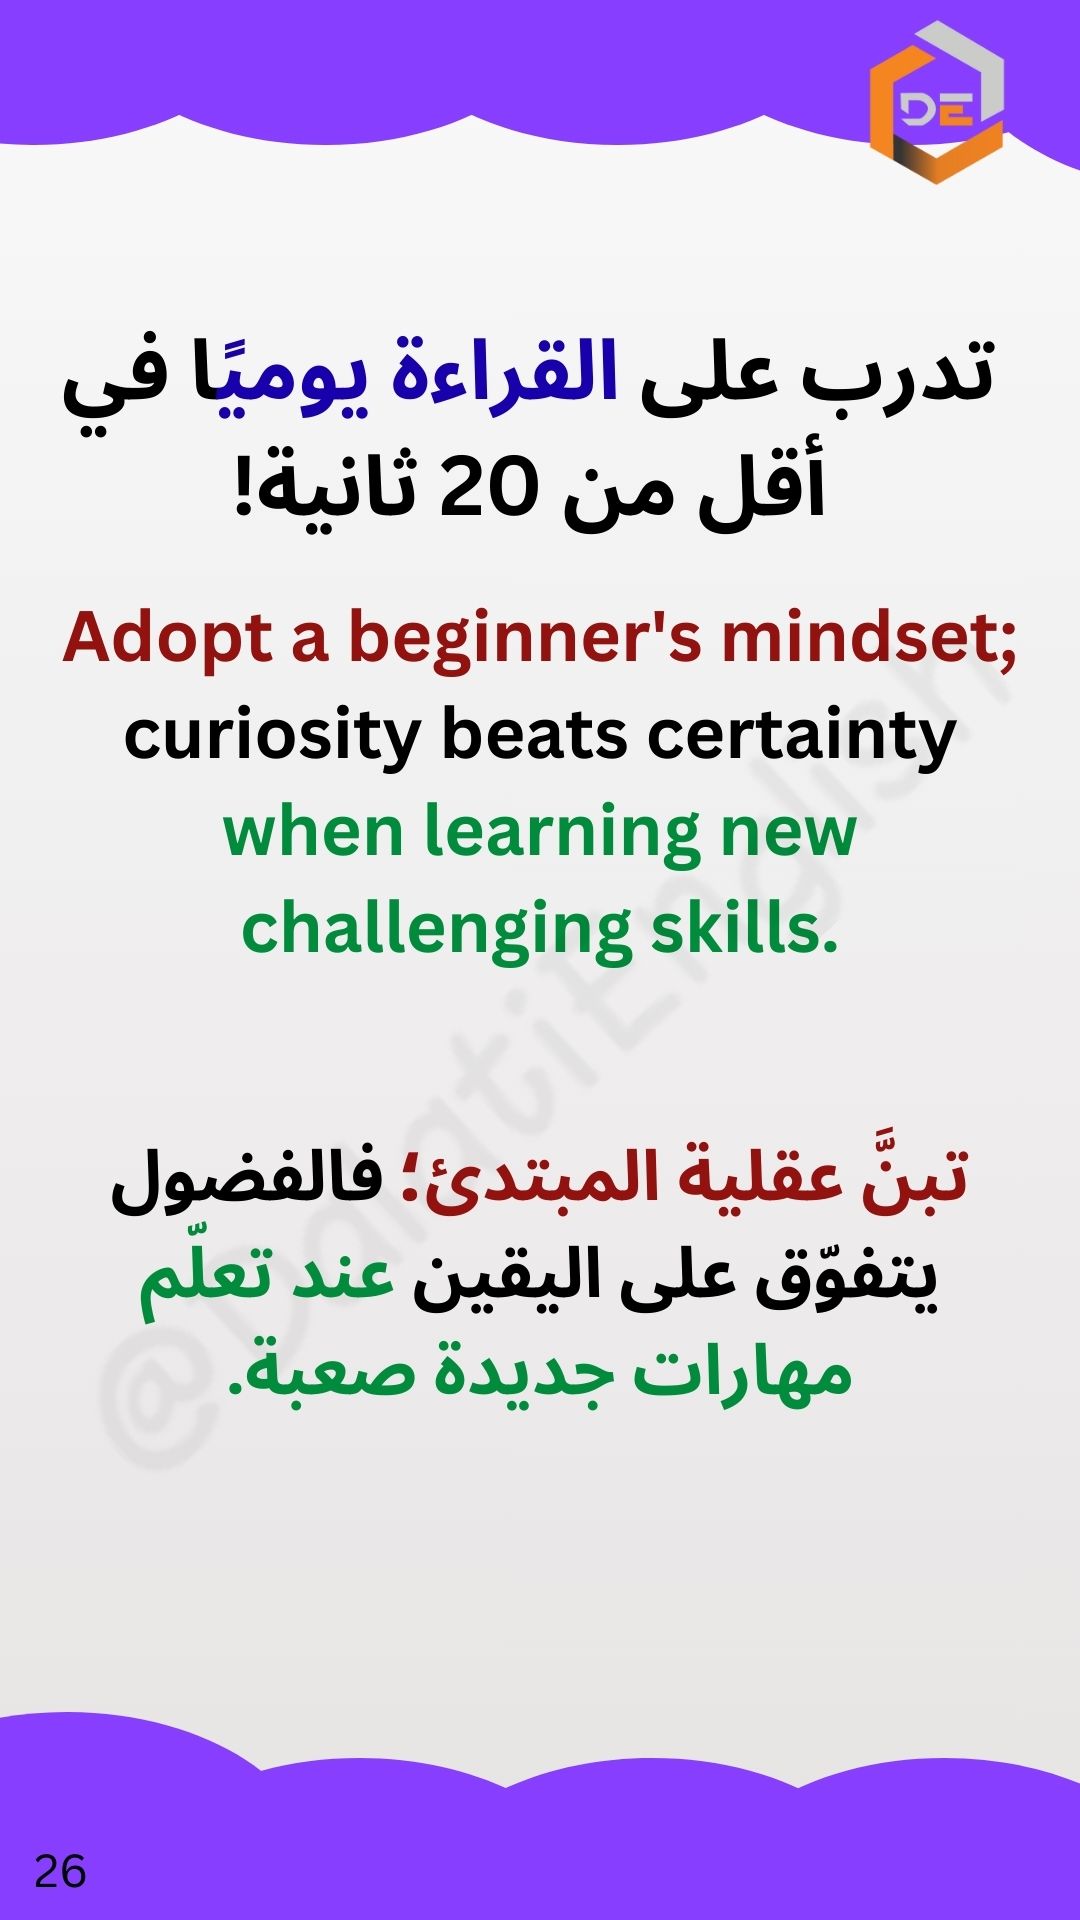 DE
تدرب على القراءة يوميًا في
أقل من 20 ثانية!
Adopt a beginner's mindset;
curiosity beats certainty
when learning new
challenging skills.
تبنَّ عقلية المبتدئ؛ فالفضول
يتفوّق على اليقين عند تعلّم
مهارات جديدة صعبة.
@DalatiEnglish
26